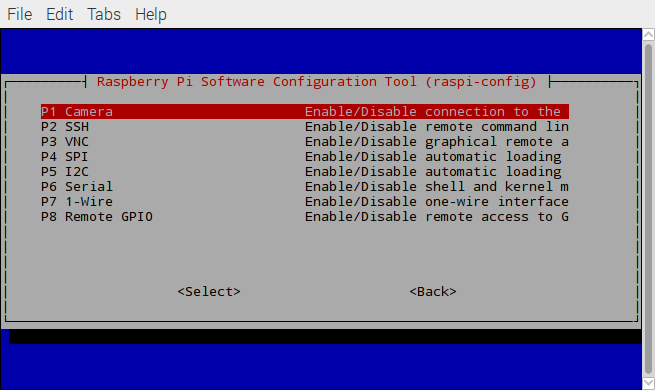 File Edit Tabs Help
Raspberry Pi Software Configuration Tool (raspi-config)
P1 Camera Enable/Disable connection to the
P2 SSH Enable/Disable remote command lin
P3 VNC Enable/Disable graphical remote a
P4 SPI Enable/Disable automatic loading
P5 I2C Enable/Disable automatic loading
P6 Serial Enable/Disable shell and kernel m
P7 1-Wire Enable/Disable one-wire interface
P8 Remote GPIO Enable/Disable remote access to G
<Select> <Back>